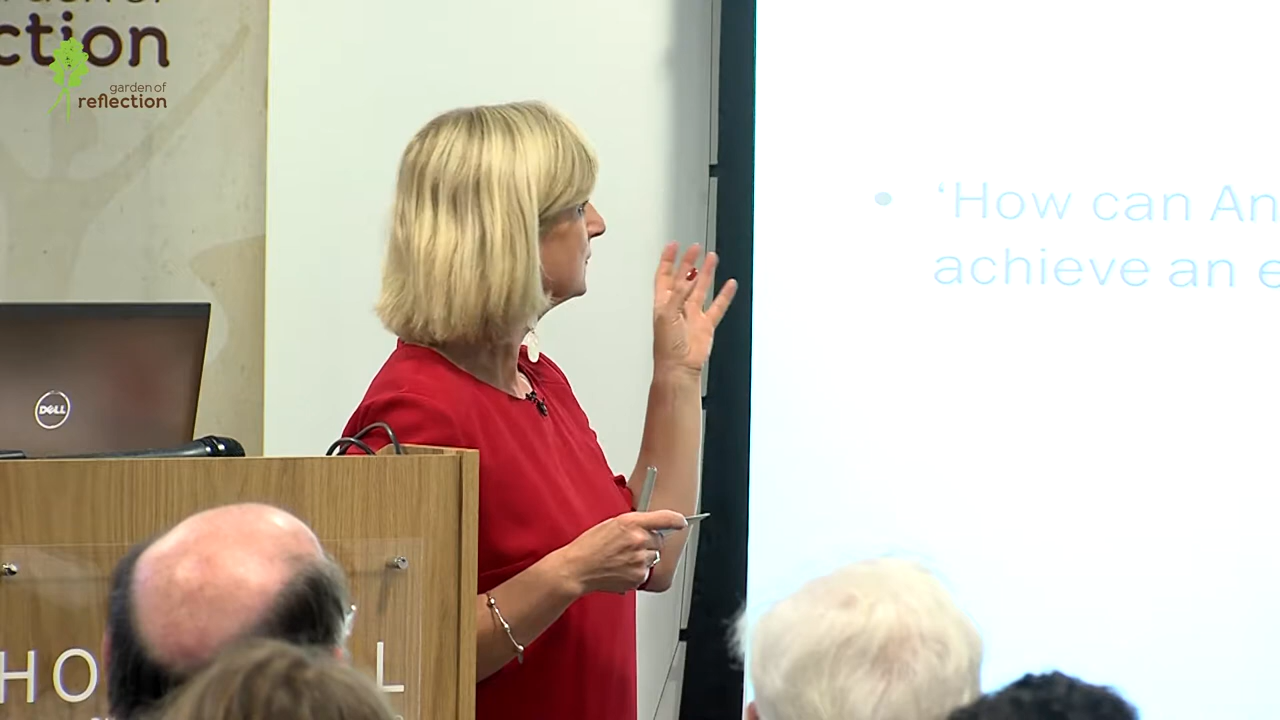 ction
garden of
reflection
DELL
‘How can An
achieve an e
HO
L